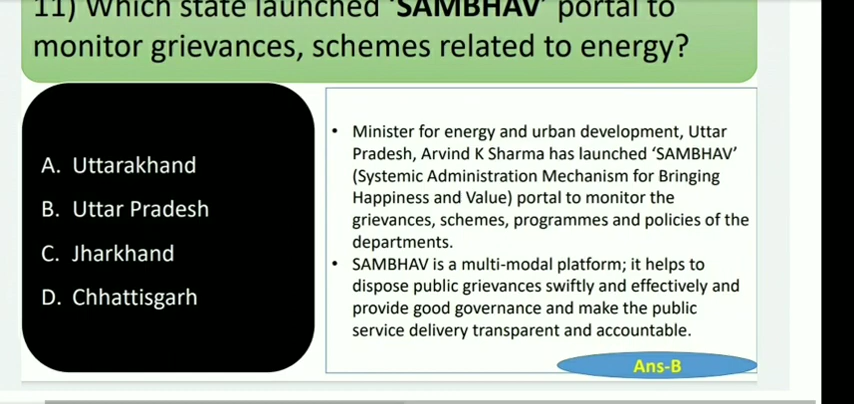 11) Which state launched ‘SAMBHAV’ portal to
monitor grievances, schemes related to energy?
A. Uttarakhand
B. Uttar Pradesh
C. Jharkhand
D. Chhattisgarh
• Minister for energy and urban development, Uttar
Pradesh, Arvind K Sharma has launched ‘SAMBHAV’
(Systemic Administration Mechanism for Bringing
Happiness and Value) portal to monitor the
grievances, schemes, programmes and policies of the
departments.
• SAMBHAV is a multi-modal platform; it helps to
dispose public grievances swiftly and effectively and
provide good governance and make the public
service delivery transparent and accountable.
Ans-B